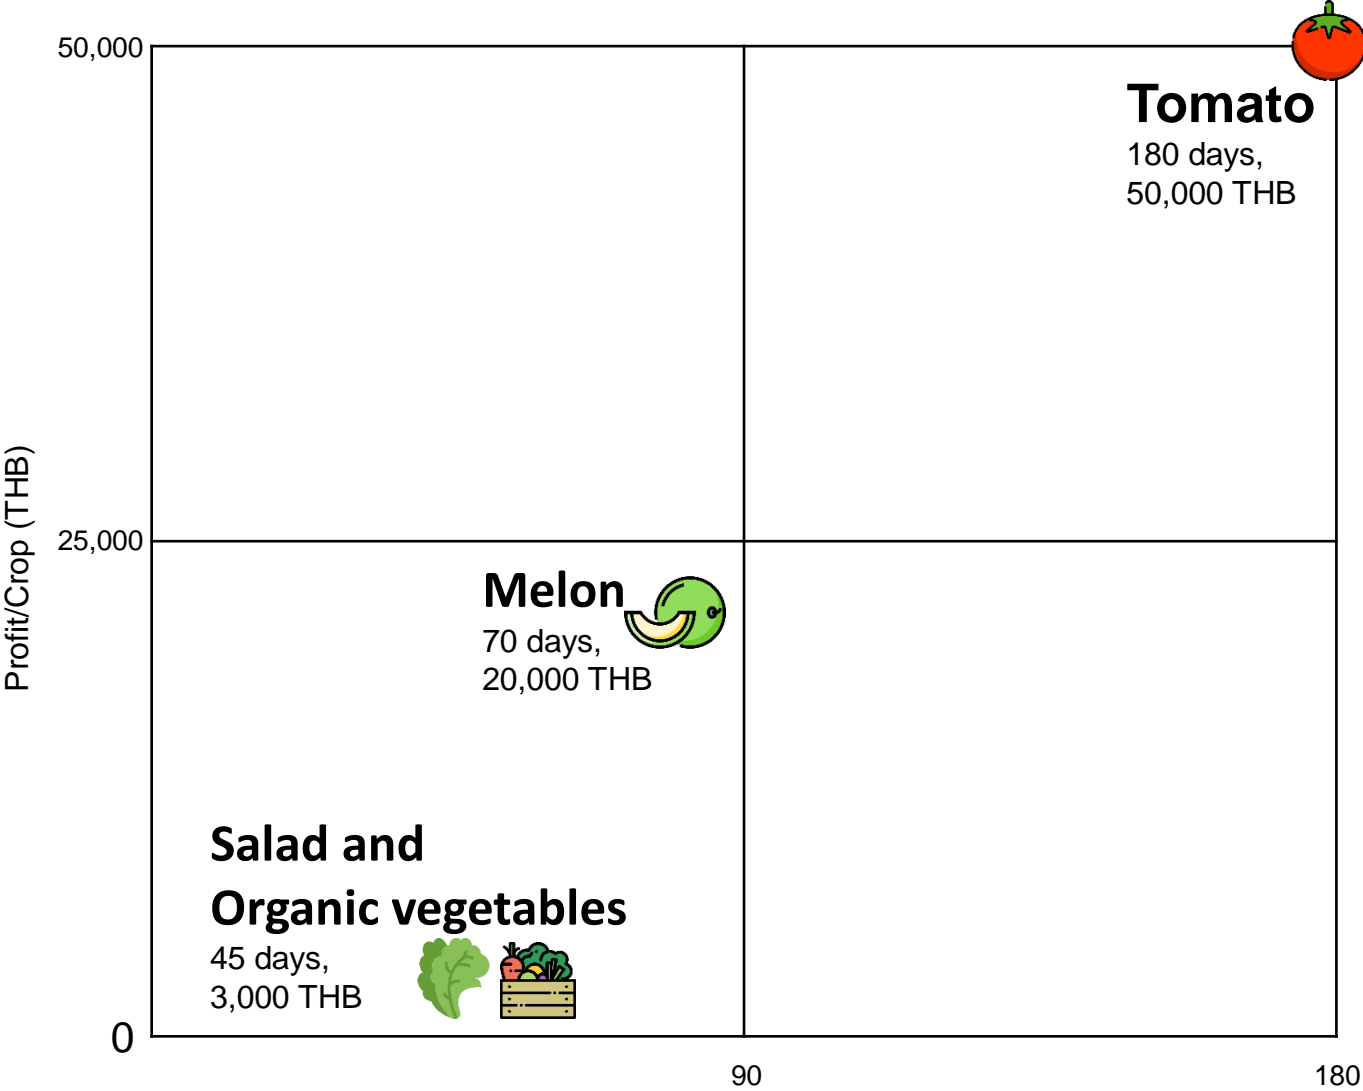 50,000
Tomato
180 days,
50,000 THB
Profit/Crop (THB)
25,000
Melon
70 days,
20,000 THB
Salad and
Organic vegetables
45 days,
3,000 THB
0
90
180